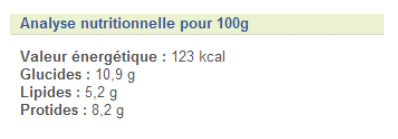 Analyse nutritionnelle pour 100g
Valeur énergétique : 123 kcal
Glucides : 10,9 g
Lipides : 5,2 g
Protides : 8,2 g